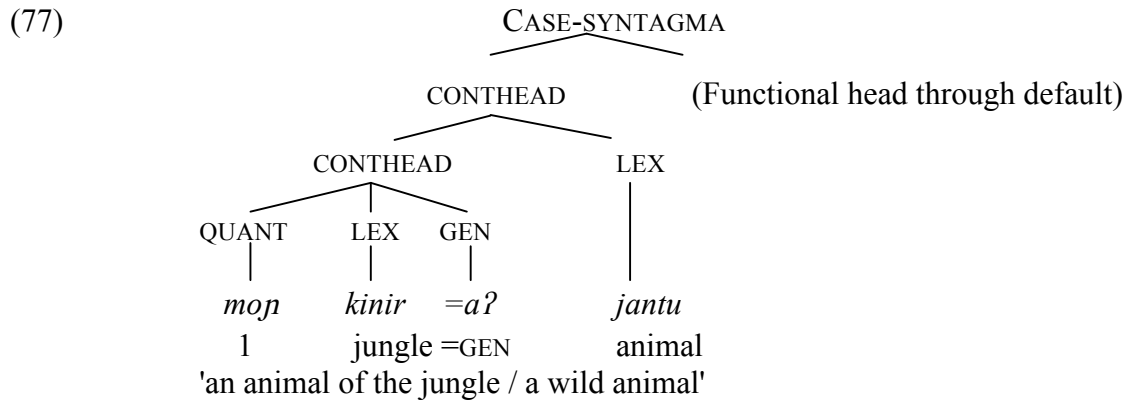 (77) CASE-SYNTAGMA
CONTHEAD (Functional head through default)
CONTHEAD LEX
QUANT LEX GEN
moɲ kinir =aʔ jantu
1 jungle =GEN animal
'an animal of the jungle / a wild animal'